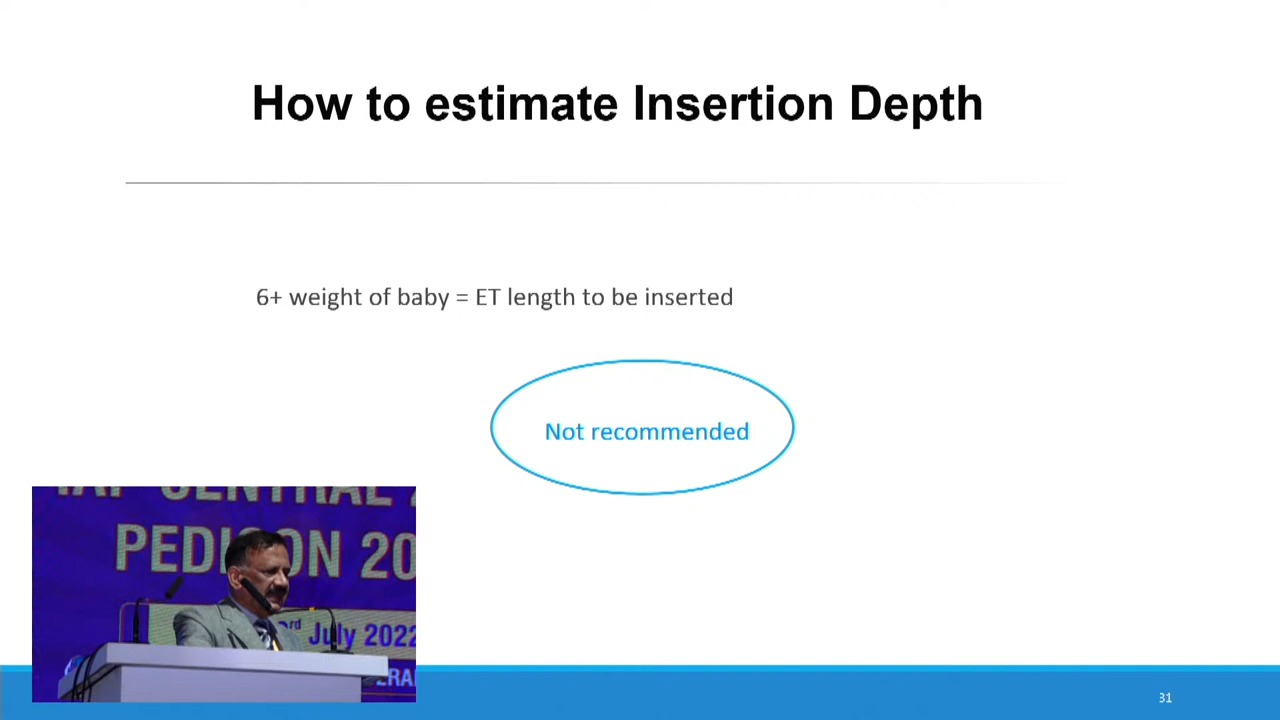 How to estimate Insertion Depth
6+ weight of baby = ET length to be inserted
Not recommended
CENTRAL
PEDICON 20
July 2022
31